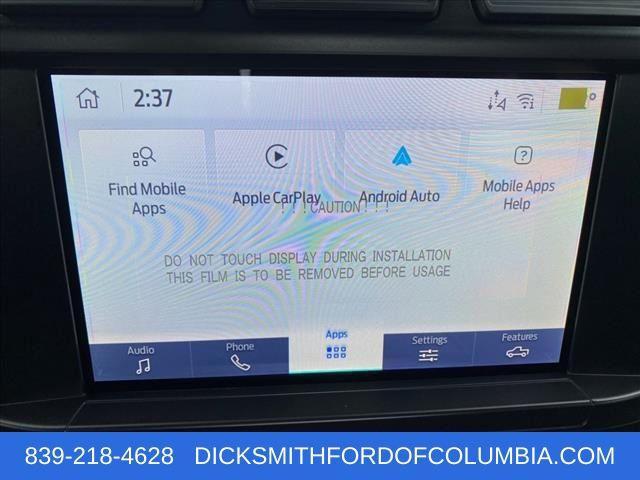 2:37
Find Mobile
Apps
Apple CarPlay
Android Auto
Mobile Apps
Help
!!!CAUTION!!!
DO NOT TOUCH DISPLAY DURING INSTALLATION
THIS FILM IS TO BE REMOVED BEFORE USAGE
Audio
Phone
Apps
Settings
Features
839-218-4628 DICKSMITHFORDOFCOLUMBIA.COM